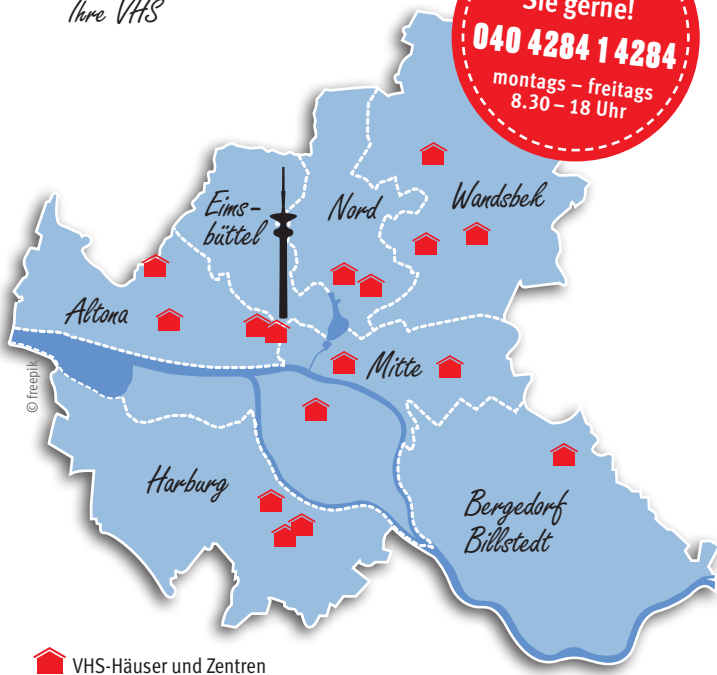 Ihre VHS
Sie gerne!
040 4284 1 4284
montags – freitags
8.30 – 18 Uhr
Eims-
büttel
Nord
Wandsbek
Altona
Mitte
© freepik
Harburg
Bergedorf
Billstedt
VHS-Häuser und Zentren